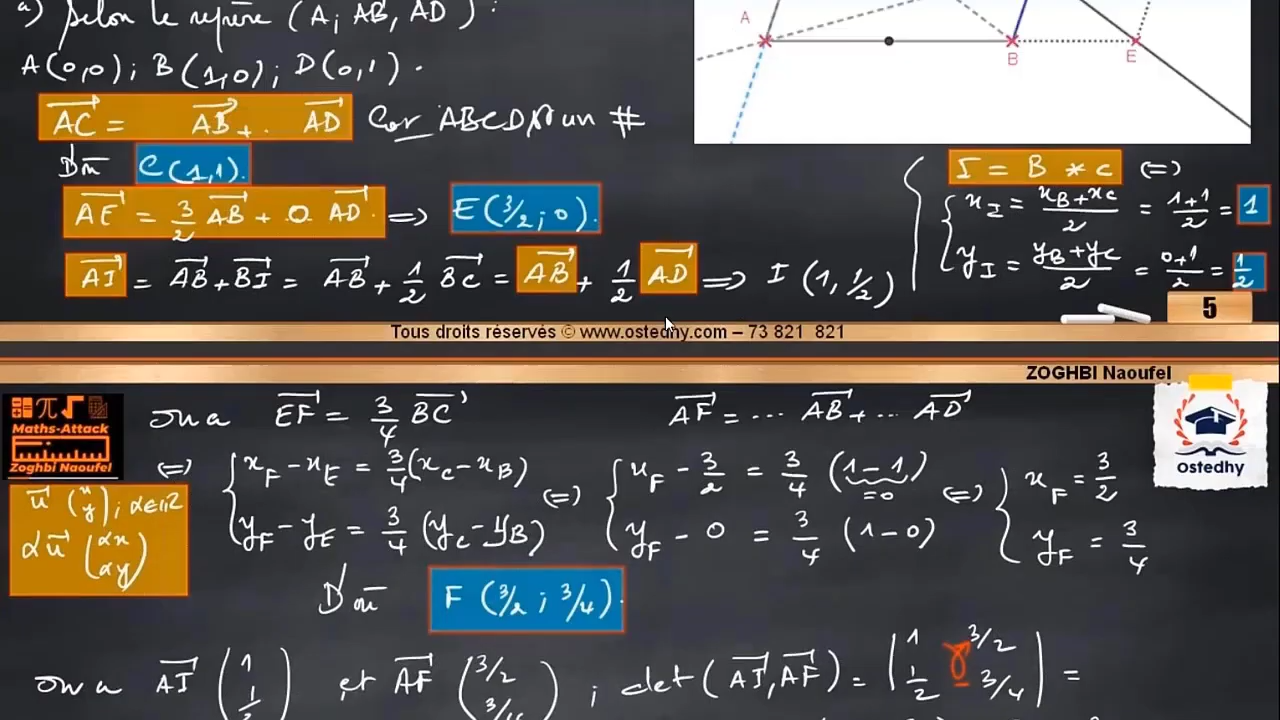 a) Selon le repère (A; AB, AD) :
A(0,0); B(1,0); D(0,1).
A B E
AC = AB + . AD Car ABCD est un #
D'où C(1,1).
AE = 3/2 AB + 0 AD => E(3/2; 0).
AI = AB + BI = AB + 1/2 BC = AB + 1/2 AD => I (1, 1/2)
I = B * C <=>
x_I = (x_B + x_C)/2 = (1+1)/2 = 1
y_I = (y_B + y_C)/2 = (0+1)/2 = 1/2
5
Tous droits réservés © www.ostedhy.com – 73 821 821
ZOGHBI Naoufel
Maths-Attack
Zoghbi Naoufel
Ostedhy
on a EF = 3/4 BC AF = ... AB + ... AD
<=> { x_F - x_E = 3/4 (x_C - x_B) <=> { x_F - 3/2 = 3/4 (1 - 1) =0 <=> { x_F = 3/2
y_F - y_E = 3/4 (y_C - y_B) y_F - 0 = 3/4 (1 - 0) y_F = 3/4
u (x y); α∈IR
αu (αx αy)
D'où F (3/2 ; 3/4).
on a AI (1 1/2) et AF (3/2 3/4) ; det (AI, AF) = | 1 3/2 1/2 3/4 | =